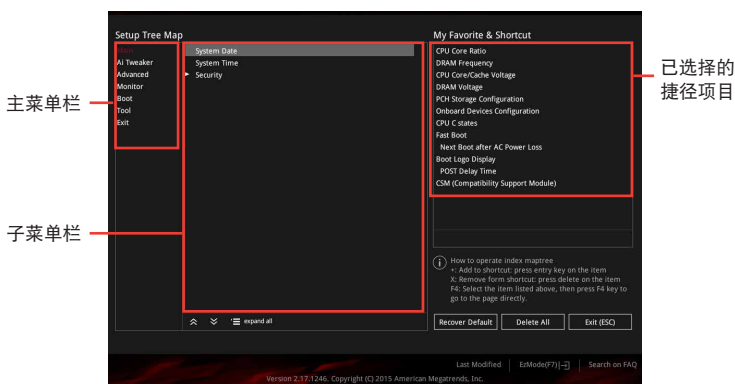 Setup Tree Map
My Favorite & Shortcut
Main
Ai Tweaker
Advanced
Monitor
Boot
Tool
Exit
System Date
System Time
Security
CPU Core Ratio
DRAM Frequency
CPU Core/Cache Voltage
DRAM Voltage
PCH Storage Configuration
Onboard Devices Configuration
CPU C states
Fast Boot
Next Boot after AC Power Loss
Boot Logo Display
POST Delay Time
CSM (Compatibility Support Module)
主菜单栏
子菜单栏
已选择的
捷径项目
How to operate index maptree
+: Add to shortcut: press entry key on the item
X: Remove form shortcut: press delete on the item
F4: Select the item listed above, then press F4 key to
go to the page directly.
expand all
Recover Default
Delete All
Exit (ESC)
Last Modified
EzMode(F7)
Search on FAQ
Version 2.17.1246. Copyright (C) 2015 American Megatrends, Inc.